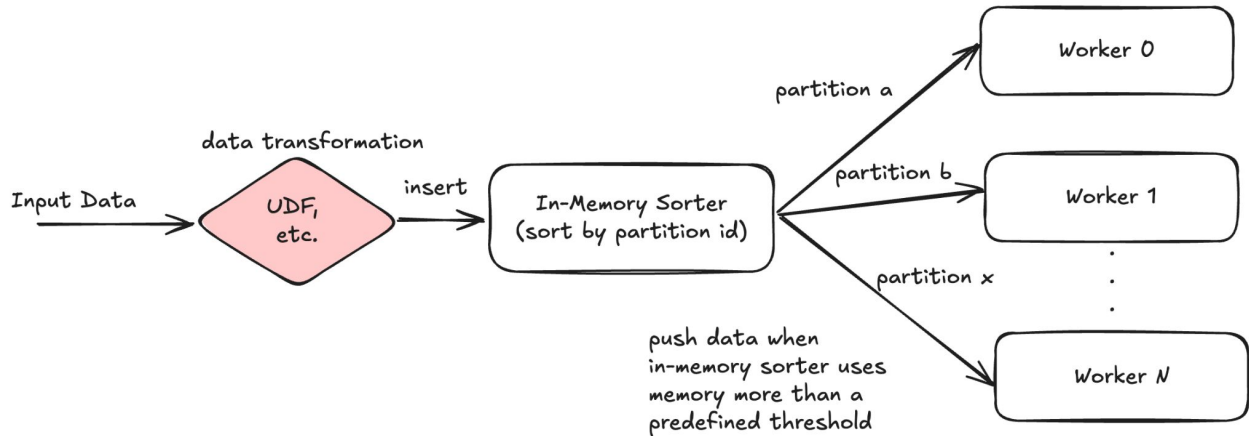 Input Data
data transformation
UDF,
etc.
insert
In-Memory Sorter
(sort by partition id)
partition a
partition b
partition x
push data when
in-memory sorter uses
memory more than a
predefined threshold
Worker 0
Worker 1
Worker N